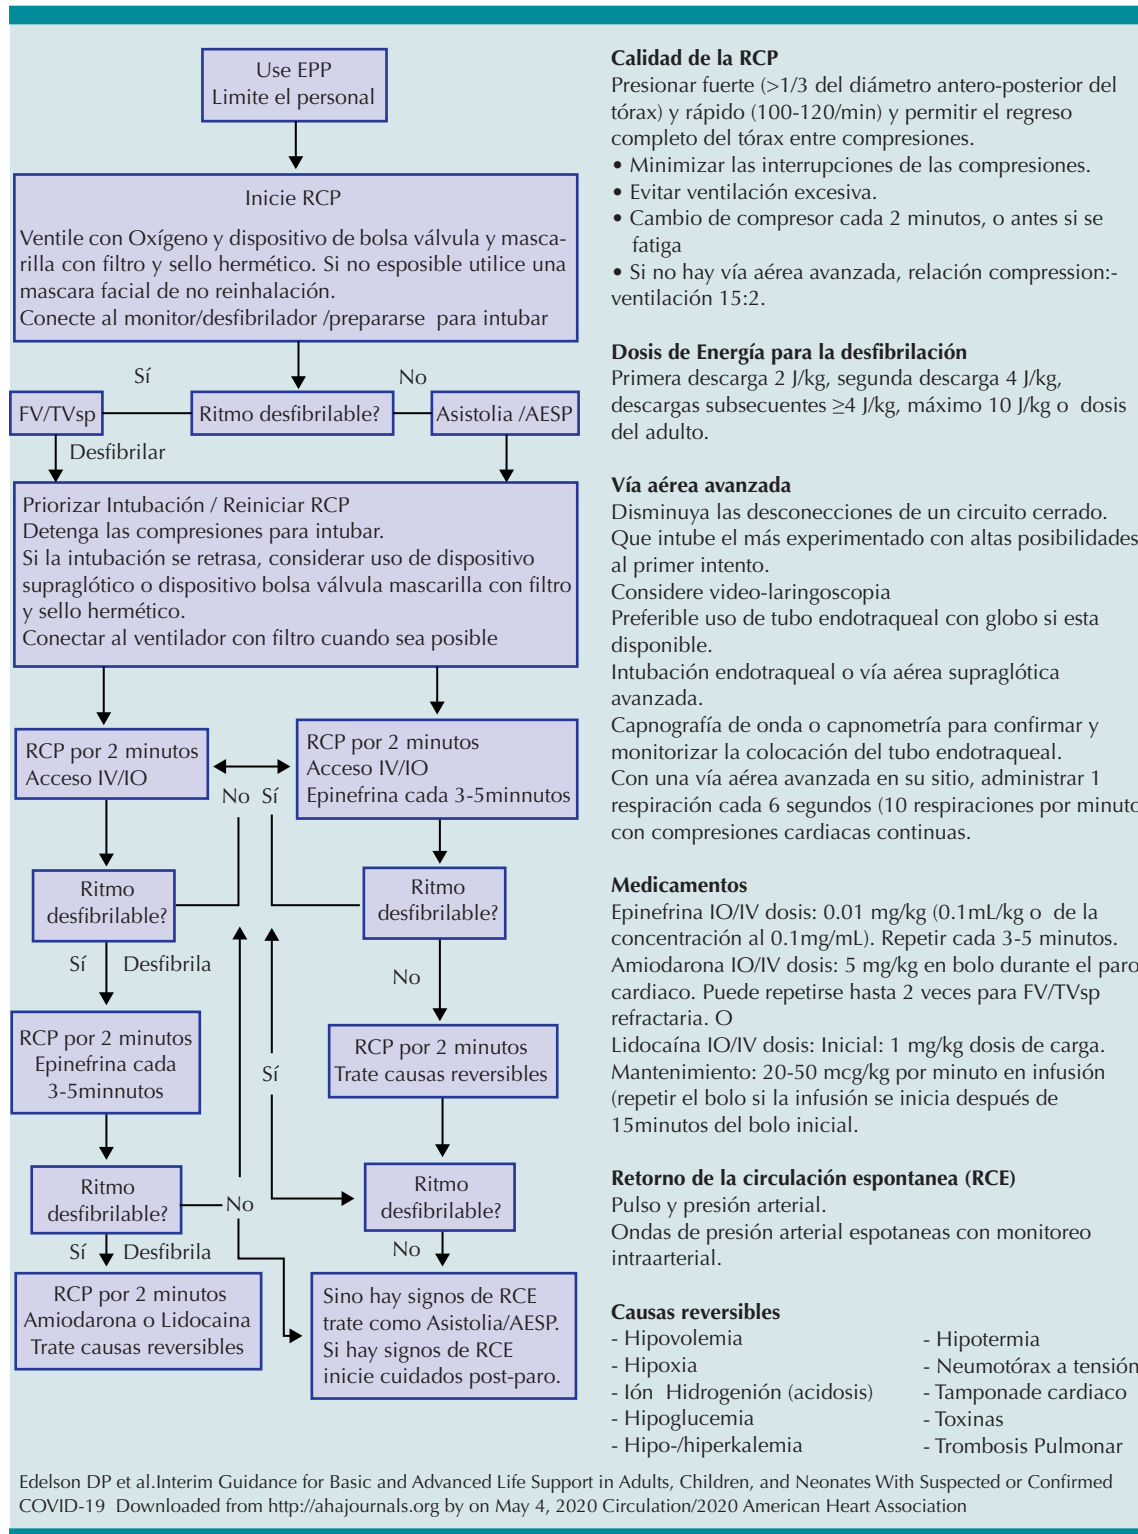 Use EPP
Limite el personal
Inicie RCP
Ventile con Oxígeno y dispositivo de bolsa válvula y masca-
rilla con filtro y sello hermético. Si no esposible utilice una
mascara facial de no reinhalación.
Conecte al monitor/desfibrilador /prepararse para intubar
Sí
No
FV/TVsp
Ritmo desfibrilable?
Asistolia /AESP
Desfibrilar
Priorizar Intubación / Reiniciar RCP
Detenga las compresiones para intubar.
Si la intubación se retrasa, considerar uso de dispositivo
supraglótico o dispositivo bolsa válvula mascarilla con filtro
y sello hermético.
Conectar al ventilador con filtro cuando sea posible
RCP por 2 minutos
Acceso IV/IO
RCP por 2 minutos
Acceso IV/IO
Epinefrina cada 3-5minnutos
No Sí
Ritmo
desfibrilable?
Ritmo
desfibrilable?
Sí Desfibrila
No
RCP por 2 minutos
Epinefrina cada
3-5minnutos
Sí
RCP por 2 minutos
Trate causas reversibles
Ritmo
desfibrilable?
No
Ritmo
desfibrilable?
Sí Desfibrila
No
RCP por 2 minutos
Amiodarona o Lidocaina
Trate causas reversibles
Sino hay signos de RCE
trate como Asistolia/AESP.
Si hay signos de RCE
inicie cuidados post-paro.
Calidad de la RCP
Presionar fuerte (>1/3 del diámetro antero-posterior del
tórax) y rápido (100-120/min) y permitir el regreso
completo del tórax entre compresiones.
• Minimizar las interrupciones de las compresiones.
• Evitar ventilación excesiva.
• Cambio de compresor cada 2 minutos, o antes si se
fatiga
• Si no hay vía aérea avanzada, relación compression:-
ventilación 15:2.
Dosis de Energía para la desfibrilación
Primera descarga 2 J/kg, segunda descarga 4 J/kg,
descargas subsecuentes ≥4 J/kg, máximo 10 J/kg o dosis
del adulto.
Vía aérea avanzada
Disminuya las desconecciones de un circuito cerrado.
Que intube el más experimentado con altas posibilidades
al primer intento.
Considere video-laringoscopia
Preferible uso de tubo endotraqueal con globo si esta
disponible.
Intubación endotraqueal o vía aérea supraglótica
avanzada.
Capnografía de onda o capnometría para confirmar y
monitorizar la colocación del tubo endotraqueal.
Con una vía aérea avanzada en su sitio, administrar 1
respiración cada 6 segundos (10 respiraciones por minuto
con compresiones cardiacas continuas.
Medicamentos
Epinefrina IO/IV dosis: 0.01 mg/kg (0.1mL/kg o de la
concentración al 0.1mg/mL). Repetir cada 3-5 minutos.
Amiodarona IO/IV dosis: 5 mg/kg en bolo durante el paro
cardiaco. Puede repetirse hasta 2 veces para FV/TVsp
refractaria. O
Lidocaína IO/IV dosis: Inicial: 1 mg/kg dosis de carga.
Mantenimiento: 20-50 mcg/kg por minuto en infusión
(repetir el bolo si la infusión se inicia después de
15minutos del bolo inicial.
Retorno de la circulación espontanea (RCE)
Pulso y presión arterial.
Ondas de presión arterial espotaneas con monitoreo
intraarterial.
Causas reversibles
- Hipovolemia
- Hipoxia
- Ión Hidrogenión (acidosis)
- Hipoglucemia
- Hipo-/hiperkalemia
- Hipotermia
- Neumotórax a tensión
- Tamponade cardiaco
- Toxinas
- Trombosis Pulmonar
Edelson DP et al.Interim Guidance for Basic and Advanced Life Support in Adults, Children, and Neonates With Suspected or Confirmed
COVID-19 Downloaded from http://ahajournals.org by on May 4, 2020 Circulation/2020 American Heart Association